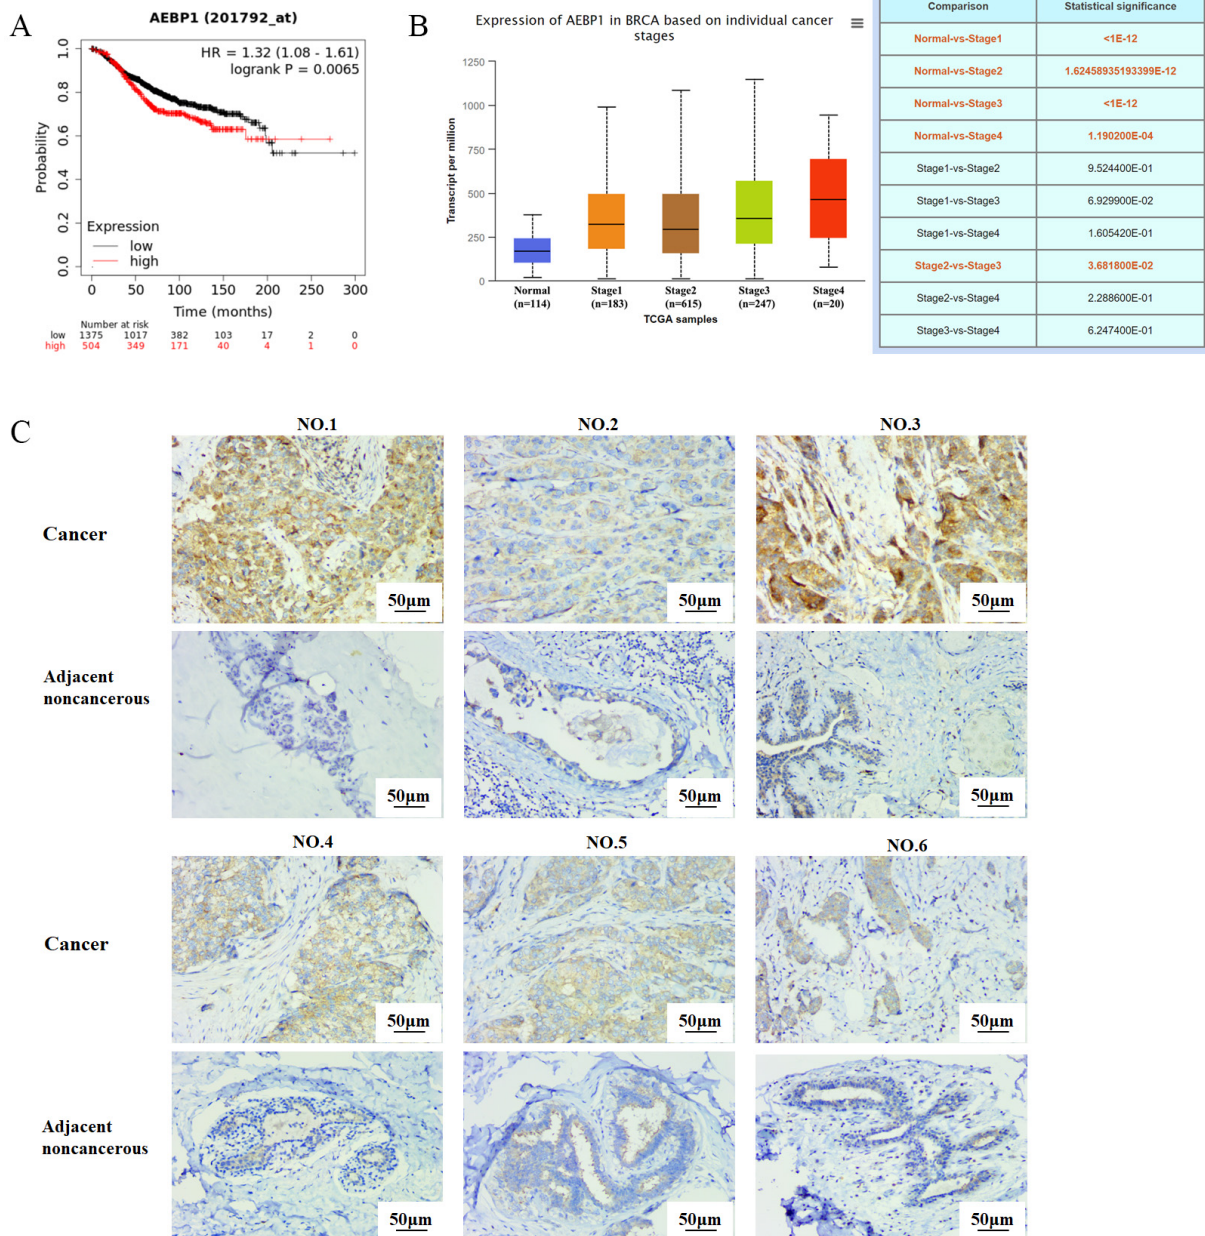 A
AEBP1 (201792_at)
HR = 1.32 (1.08 - 1.61)
logrank P = 0.0065
Probability
1.0
0.8
0.6
0.4
0.2
0.0
Expression
low
high
0 50 100 150 200 250 300
Time (months)
Number at risk
low 1375 1017 382 103 17 2 0
high 504 349 171 40 4 1 0
B
Expression of AEBP1 in BRCA based on individual cancer
stages
Transcript per million
1250
1000
750
500
250
0
Normal Stage1 Stage2 Stage3 Stage4
(n=114) (n=183) (n=615) (n=247) (n=20)
TCGA samples
Comparison Statistical significance
Normal-vs-Stage1 <1E-12
Normal-vs-Stage2 1.62458935193399E-12
Normal-vs-Stage3 <1E-12
Normal-vs-Stage4 1.190200E-04
Stage1-vs-Stage2 9.524400E-01
Stage1-vs-Stage3 6.929900E-02
Stage1-vs-Stage4 1.605420E-01
Stage2-vs-Stage3 3.681800E-02
Stage2-vs-Stage4 2.288600E-01
Stage3-vs-Stage4 6.247400E-01
C
NO.1 NO.2 NO.3
Cancer
50μm 50μm 50μm
Adjacent
noncancerous
50μm 50μm 50μm
NO.4 NO.5 NO.6
Cancer
50μm 50μm 50μm
Adjacent
noncancerous
50μm 50μm 50μm